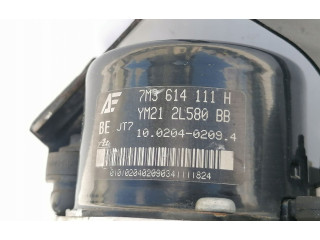 7M3 614 111 H
YM21 2L580 BB
BE JT7 10.0204-0209.4